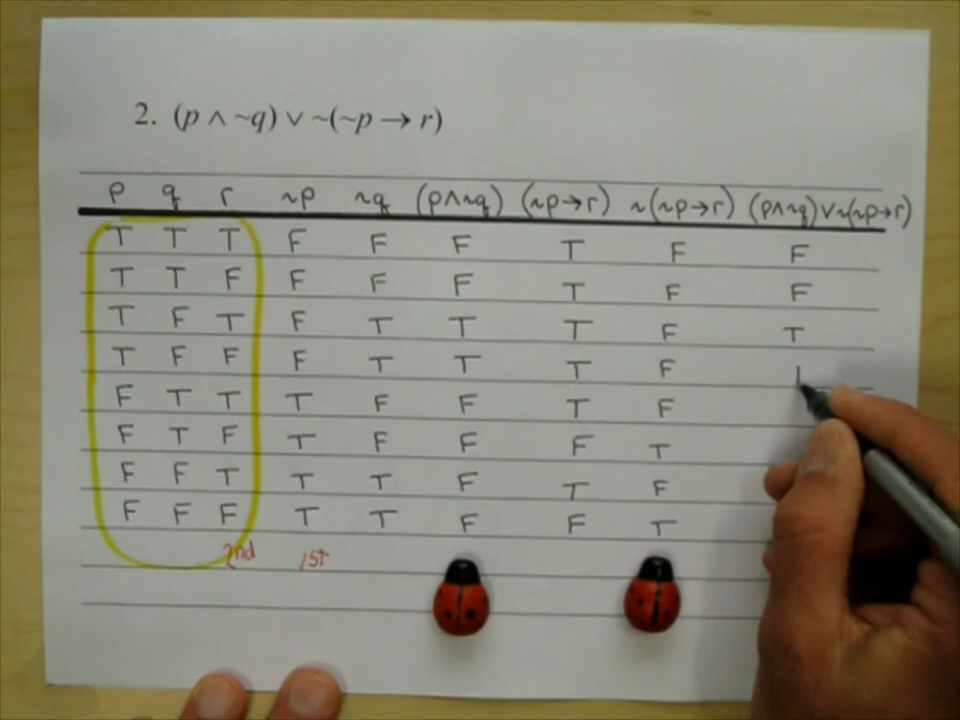 2. (p ∧ ~q) ∨ ~(~p → r)
p q r ~p ~q (p∧~q) (~p→r) ~(~p→r) (p∧~q)∨~(~p→r)
T T T F F F T F F
T T F F F F T F F
T F T F T T T F T
T F F F T T T F
F T T T F F T F
F T F T F F F T
F F T T T F T F
F F F T T F F T
2nd 1st